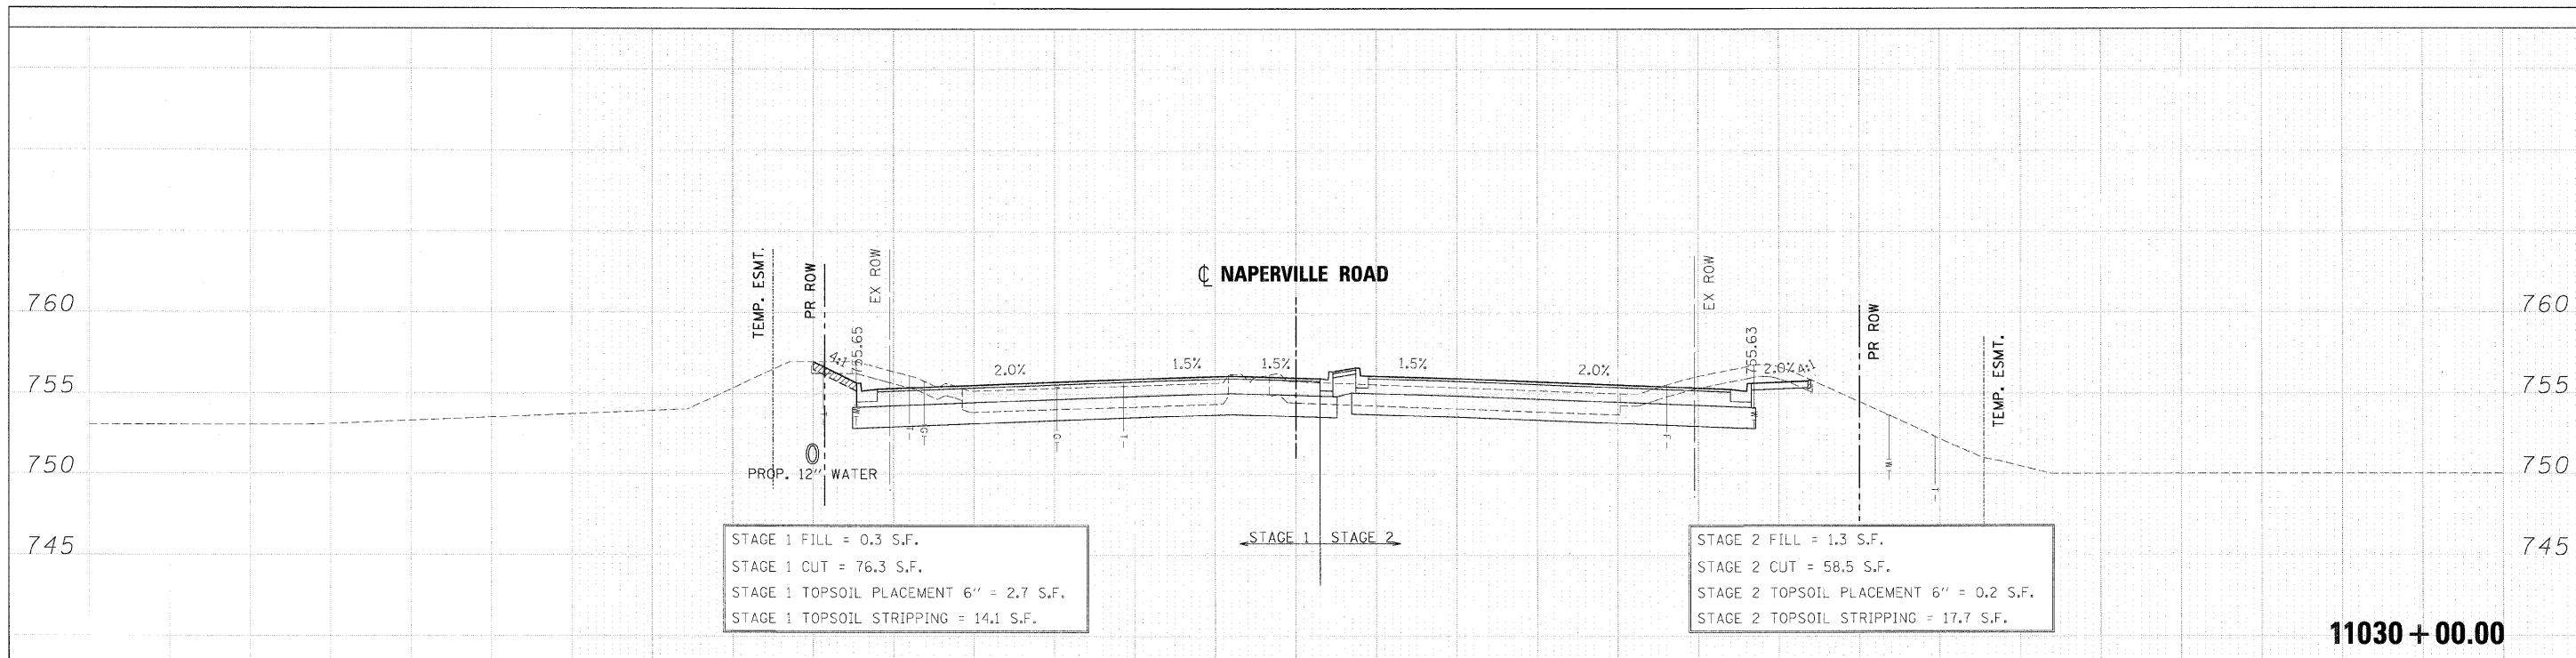 TEMP. ESMT.
PR ROW
EX ROW
℄ NAPERVILLE ROAD
EX ROW
PR ROW
TEMP. ESMT.
760
760
4:1
755.65
2.0%
1.5%
1.5%
1.5%
2.0%
755.63
2.0%
4:1
755
755
750
750
PROP. 12" WATER
745
745
STAGE 1
STAGE 2
STAGE 1 FILL = 0.3 S.F.
STAGE 1 CUT = 76.3 S.F.
STAGE 1 TOPSOIL PLACEMENT 6" = 2.7 S.F.
STAGE 1 TOPSOIL STRIPPING = 14.1 S.F.
STAGE 2 FILL = 1.3 S.F.
STAGE 2 CUT = 58.5 S.F.
STAGE 2 TOPSOIL PLACEMENT 6" = 0.2 S.F.
STAGE 2 TOPSOIL STRIPPING = 17.7 S.F.
11030 + 00.00